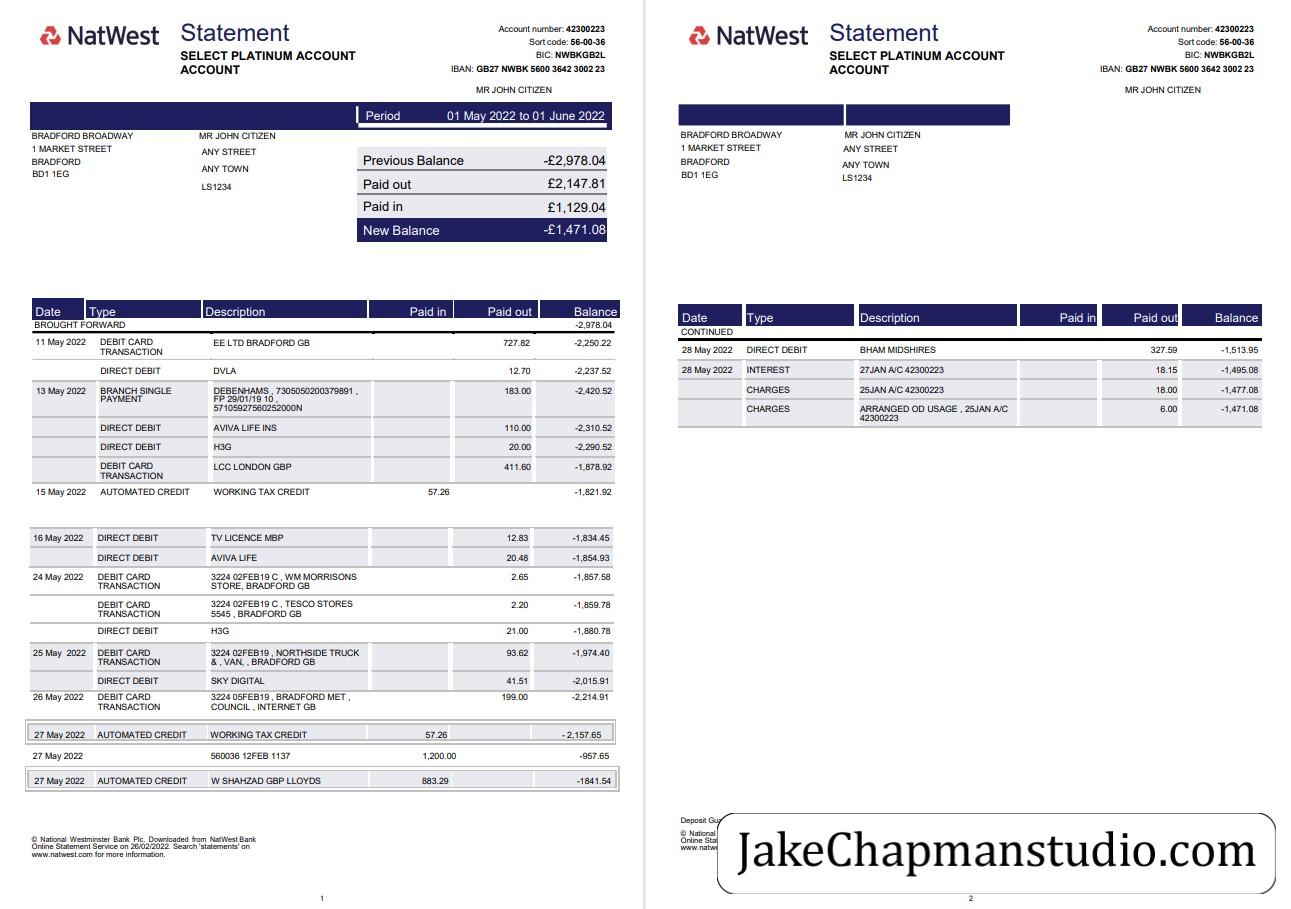 NatWest
Statement
SELECT PLATINUM ACCOUNT
ACCOUNT
Account number: 42300223
Sort code: 56-00-36
BIC: NWBKGB2L
IBAN: GB27 NWBK 5600 3642 3002 23
MR JOHN CITIZEN
Period 01 May 2022 to 01 June 2022
BRADFORD BROADWAY
1 MARKET STREET
BRADFORD
BD1 1EG
MR JOHN CITIZEN
ANY STREET
ANY TOWN
LS1234
Previous Balance -£2,978.04
Paid out £2,147.81
Paid in £1,129.04
New Balance -£1,471.08
Date Type Description Paid in Paid out Balance
BROUGHT FORWARD -2,978.04
11 May 2022 DEBIT CARD EE LTD BRADFORD GB 727.82 -2,250.22
TRANSACTION
DIRECT DEBIT DVLA 12.70 -2,237.52
13 May 2022 BRANCH SINGLE DEBENHAMS , 7305050200379891 , 183.00 -2,420.52
PAYMENT FP 29/01/19 10 ,
57105927560252000N
DIRECT DEBIT AVIVA LIFE INS 110.00 -2,310.52
DIRECT DEBIT H3G 20.00 -2,290.52
DEBIT CARD LCC LONDON GBP 411.60 -1,878.92
TRANSACTION
15 May 2022 AUTOMATED CREDIT WORKING TAX CREDIT 57.26 -1,821.92
16 May 2022 DIRECT DEBIT TV LICENCE MBP 12.83 -1,834.45
DIRECT DEBIT AVIVA LIFE 20.48 -1,854.93
24 May 2022 DEBIT CARD 3224 02FEB19 C , WM MORRISONS 2.65 -1,857.58
TRANSACTION STORE, BRADFORD GB
DEBIT CARD 3224 02FEB19 C , TESCO STORES 2.20 -1,859.78
TRANSACTION 5545 , BRADFORD GB
DIRECT DEBIT H3G 21.00 -1,880.78
25 May 2022 DEBIT CARD 3224 02FEB19 , NORTHSIDE TRUCK 93.62 -1,974.40
TRANSACTION & , VAN, , BRADFORD GB
DIRECT DEBIT SKY DIGITAL 41.51 -2,015.91
26 May 2022 DEBIT CARD 3224 05FEB19 , BRADFORD MET , 199.00 -2,214.91
TRANSACTION COUNCIL , INTERNET GB
27 May 2022 AUTOMATED CREDIT WORKING TAX CREDIT 57.26 - 2,157.65
27 May 2022 560036 12FEB 1137 1,200.00 -957.65
27 May 2022 AUTOMATED CREDIT W SHAHZAD GBP LLOYDS 883.29 -1841.54
© National Westminster Bank Plc. Downloaded from NatWest Bank
Online Statement Service on 26/02/2022. Search 'statements' on
www.natwest.com for more information.
1
NatWest
Statement
SELECT PLATINUM ACCOUNT
ACCOUNT
Account number: 42300223
Sort code: 56-00-36
BIC: NWBKGB2L
IBAN: GB27 NWBK 5600 3642 3002 23
MR JOHN CITIZEN
BRADFORD BROADWAY
1 MARKET STREET
BRADFORD
BD1 1EG
MR JOHN CITIZEN
ANY STREET
ANY TOWN
LS1234
Date Type Description Paid in Paid out Balance
CONTINUED
28 May 2022 DIRECT DEBIT BHAM MIDSHIRES 327.59 -1,513.95
28 May 2022 INTEREST 27JAN A/C 42300223 18.15 -1,495.08
CHARGES 25JAN A/C 42300223 18.00 -1,477.08
CHARGES ARRANGED OD USAGE , 25JAN A/C 6.00 -1,471.08
42300223
Deposit
© National
JakeChapmanstudio.com
2